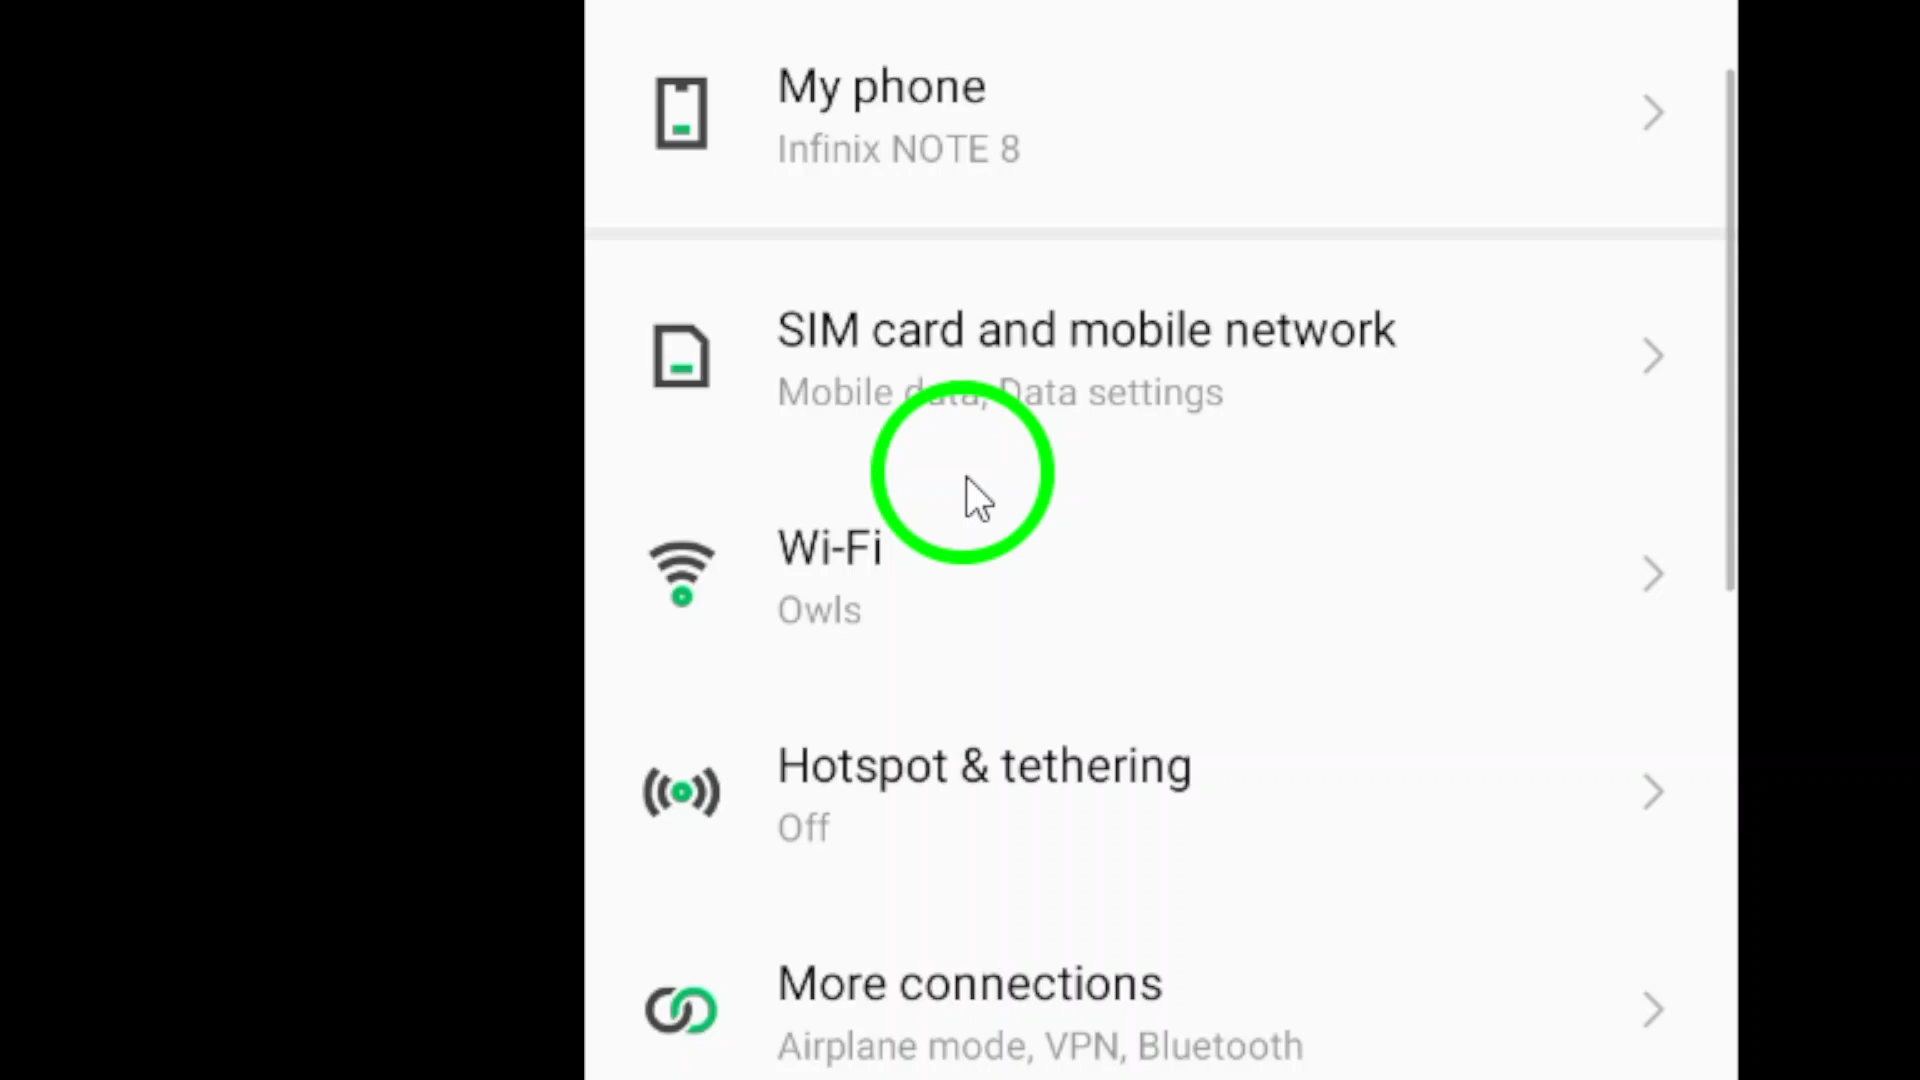 My phone
Infinix NOTE 8
SIM card and mobile network
Mobile data, Data settings
Wi-Fi
Owls
Hotspot & tethering
Off
More connections
Airplane mode, VPN, Bluetooth